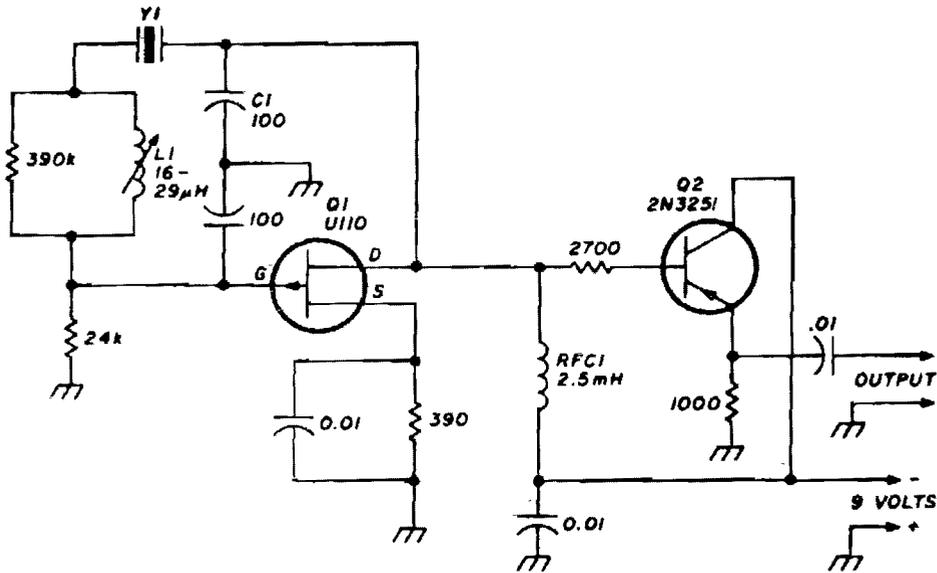 Y1
C1
100
390k
L1
16-
29μH
100
Q1
U110
D
G
S
24k
0.01
390
Q2
2N3251
2700
RFC1
2.5mH
.01
OUTPUT
1000
-
9 VOLTS
+
0.01